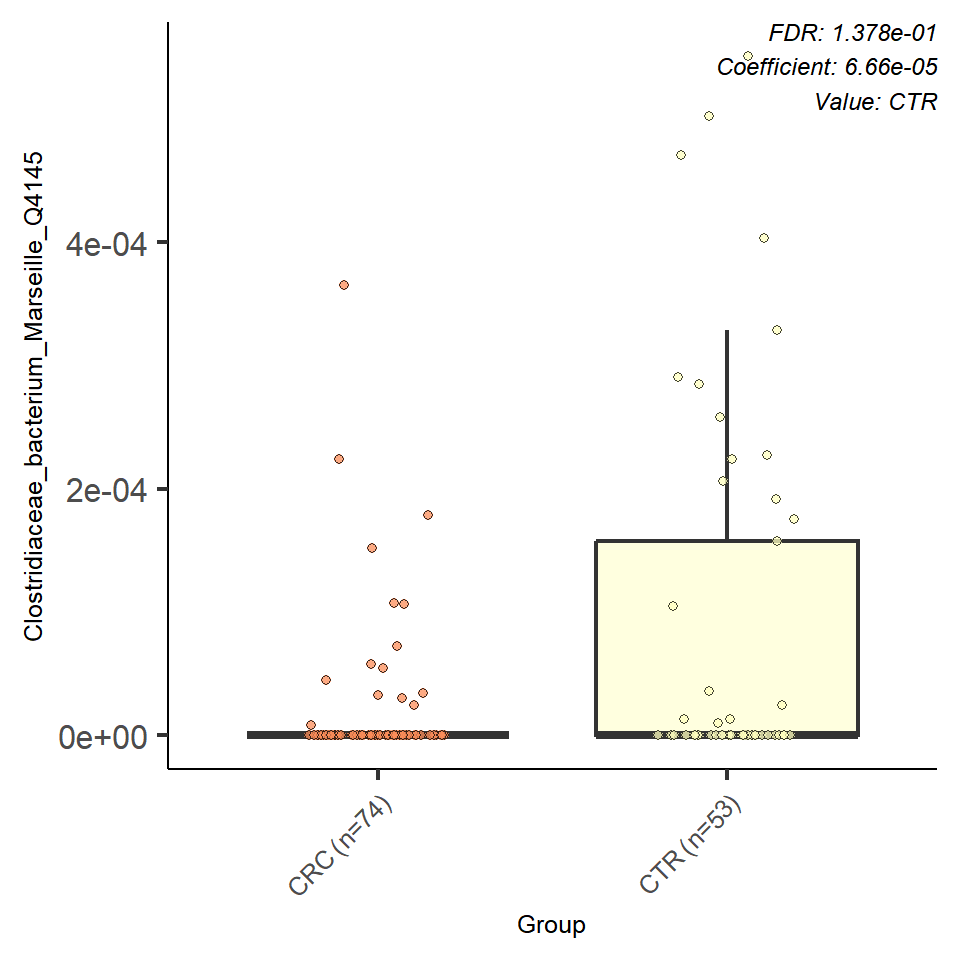 FDR: 1.378e-01
Coefficient: 6.66e-05
Value: CTR
Clostridiaceae_bacterium_Marseille_Q4145
4e-04
2e-04
0e+00
CRC (n=74)
CTR (n=53)
Group